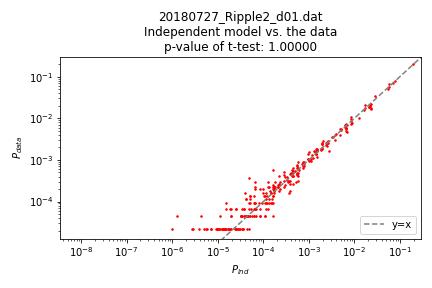 20180727_Ripple2_d01.dat
Independent model vs. the data
p-value of t-test: 1.00000
10⁻¹
10⁻²
10⁻³
10⁻⁴
P_data
y=x
10⁻⁸ 10⁻⁷ 10⁻⁶ 10⁻⁵ 10⁻⁴ 10⁻³ 10⁻² 10⁻¹
P_ind